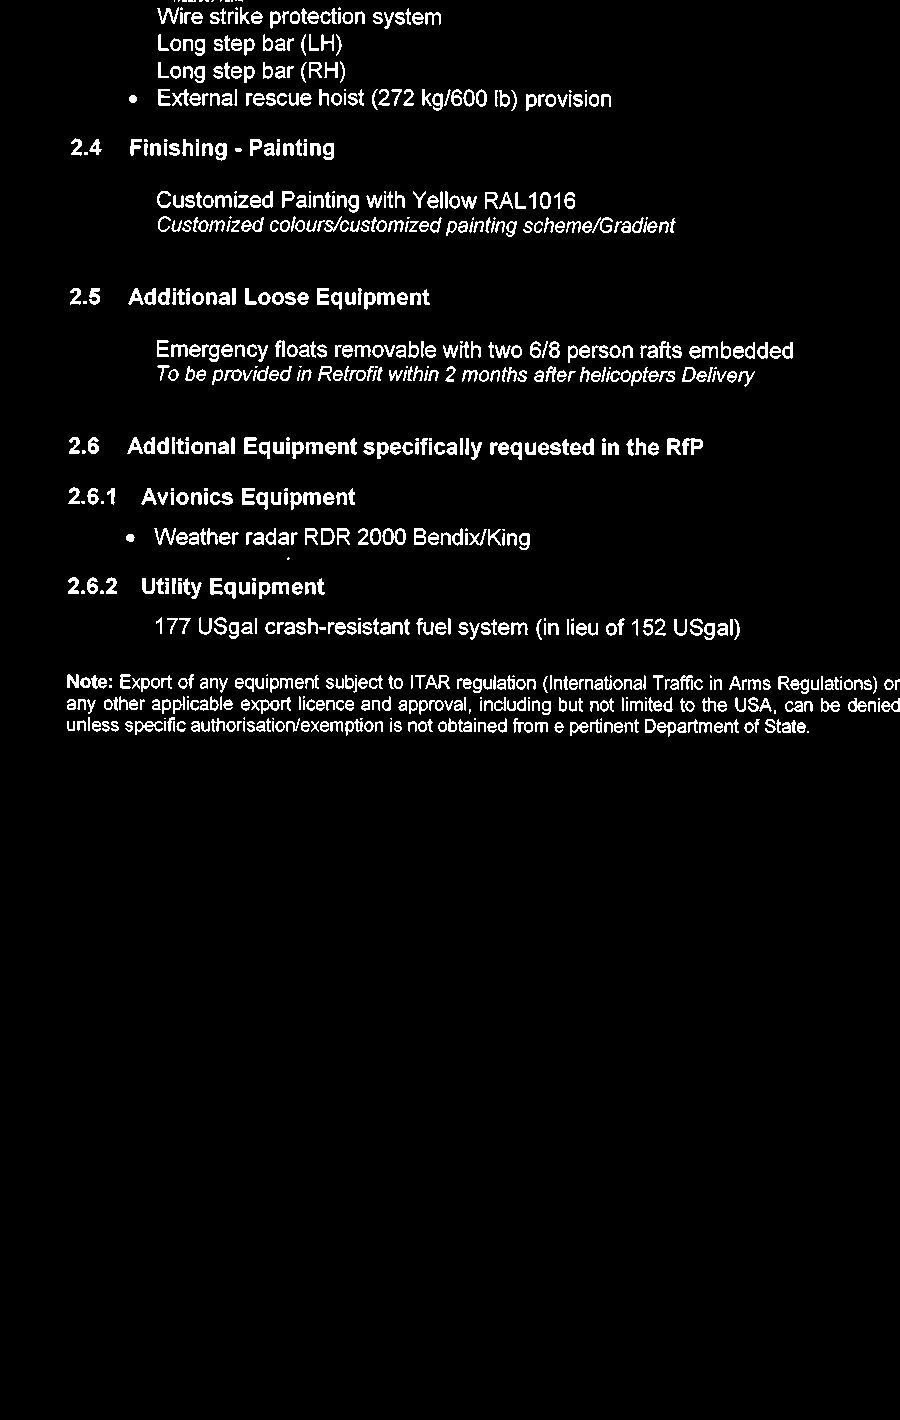 Wire strike protection system
Long step bar (LH)
Long step bar (RH)
• External rescue hoist (272 kg/600 lb) provision
2.4 Finishing - Painting
Customized Painting with Yellow RAL1016
Customized colours/customized painting scheme/Gradient
2.5 Additional Loose Equipment
Emergency floats removable with two 6/8 person rafts embedded
To be provided in Retrofit within 2 months after helicopters Delivery
2.6 Additional Equipment specifically requested in the RfP
2.6.1 Avionics Equipment
• Weather radar RDR 2000 Bendix/King
2.6.2 Utility Equipment
177 USgal crash-resistant fuel system (in lieu of 152 USgal)
Note: Export of any equipment subject to ITAR regulation (International Traffic in Arms Regulations) or
any other applicable export licence and approval, including but not limited to the USA, can be denied
unless specific authorisation/exemption is not obtained from e pertinent Department of State.